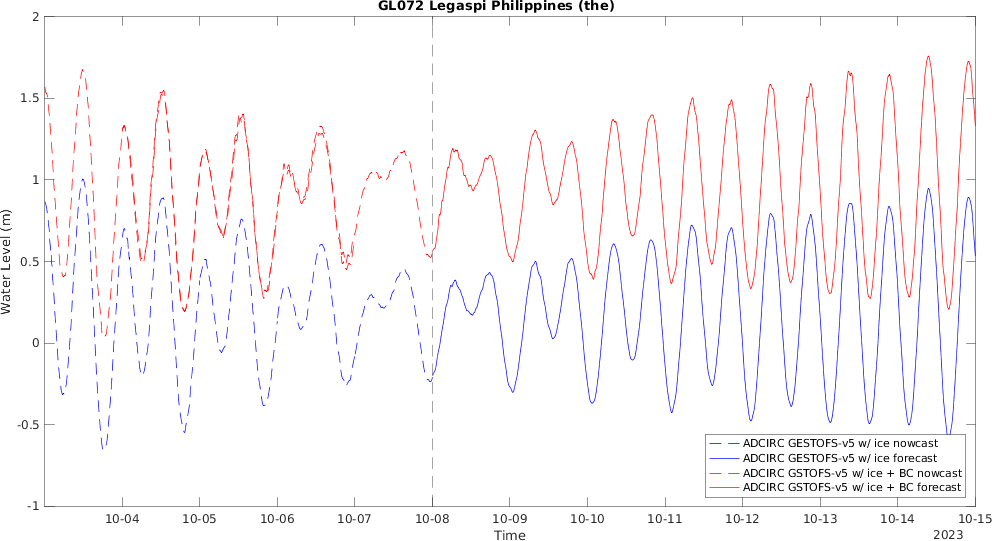 GL072 Legaspi Philippines (the)
2
1.5
1
0.5
0
-0.5
-1
Water Level (m)
ADCIRC GESTOFS-v5 w/ ice nowcast
ADCIRC GESTOFS-v5 w/ ice forecast
ADCIRC GSTOFS-v5 w/ ice + BC nowcast
ADCIRC GSTOFS-v5 w/ ice + BC forecast
10-04 10-05 10-06 10-07 10-08 10-09 10-10 10-11 10-12 10-13 10-14 10-15
Time
2023